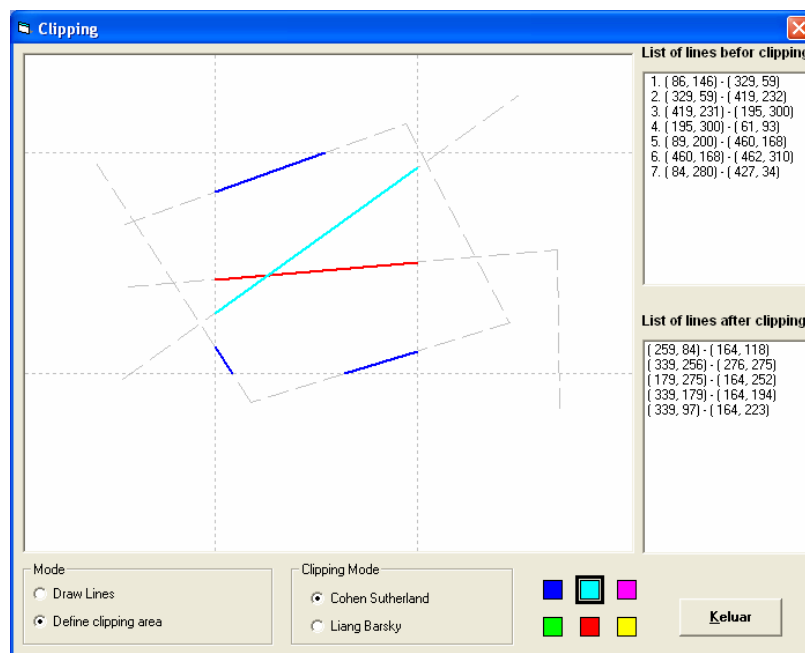 Clipping
List of lines befor clipping
1. ( 86, 146) - ( 329, 59)
2. ( 329, 59) - ( 419, 232)
3. ( 419, 231) - ( 195, 300)
4. ( 195, 300) - ( 61, 93)
5. ( 89, 200) - ( 460, 168)
6. ( 460, 168) - ( 462, 310)
7. ( 84, 280) - ( 427, 34)
List of lines after clipping
( 259, 84) - ( 164, 118)
( 339, 256) - ( 276, 275)
( 179, 275) - ( 164, 252)
( 339, 179) - ( 164, 194)
( 339, 97) - ( 164, 223)
Mode
Draw Lines
Define clipping area
Clipping Mode
Cohen Sutherland
Liang Barsky
Keluar